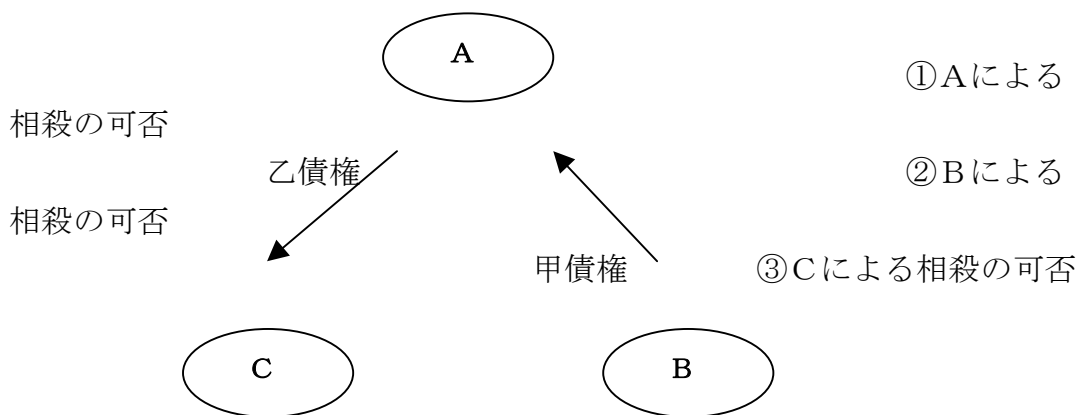 A
①Aによる
相殺の可否
乙債権
②Bによる
相殺の可否
甲債権
③Cによる相殺の可否
C
B